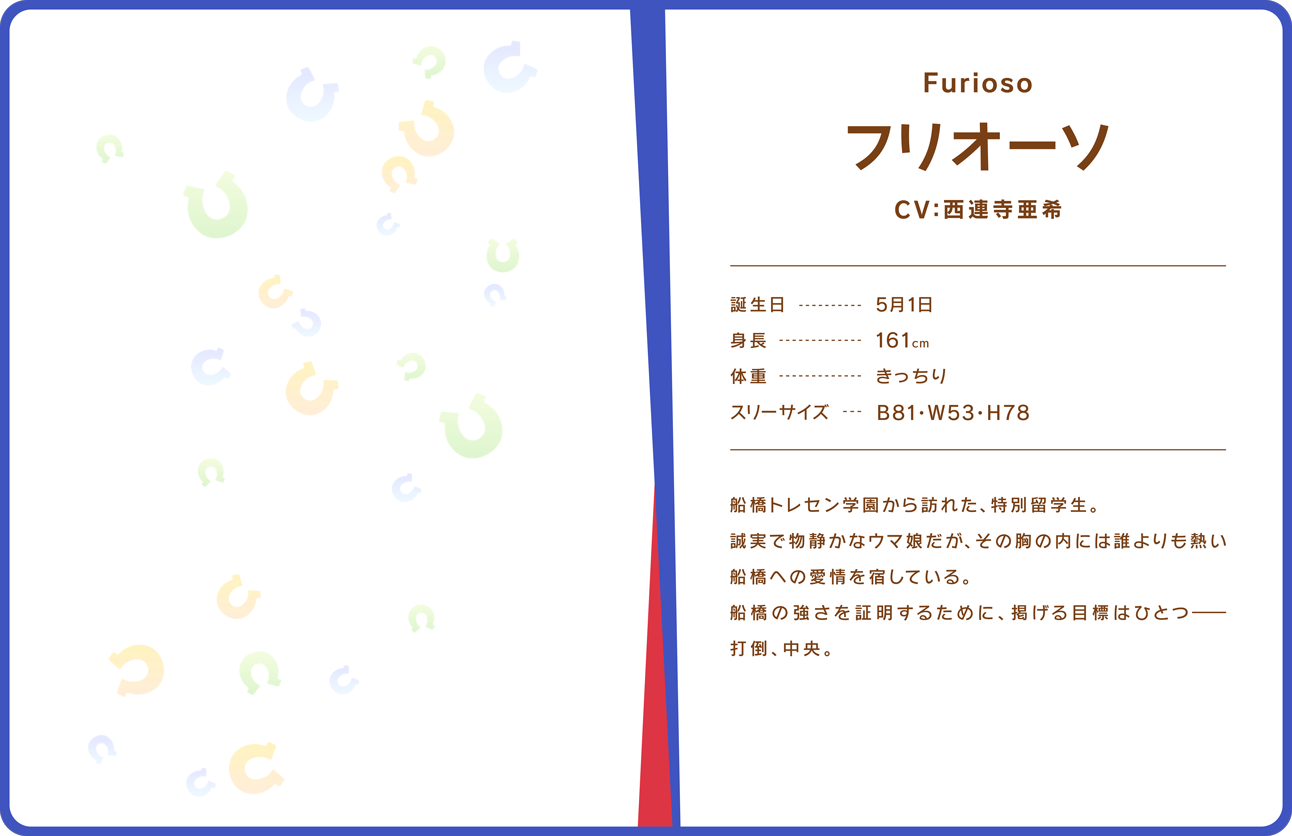 Furioso
フリオーソ
CV:西連寺亜希
誕生日 ---------- 5月1日
身長 ------------- 161cm
体重 ------------- きっちり
スリーサイズ --- B81・W53・H78
船橋トレセン学園から訪れた、特別留学生。
誠実で物静かなウマ娘だが、その胸の内には誰よりも熱い
船橋への愛情を宿している。
船橋の強さを証明するために、掲げる目標はひとつ――
打倒、中央。